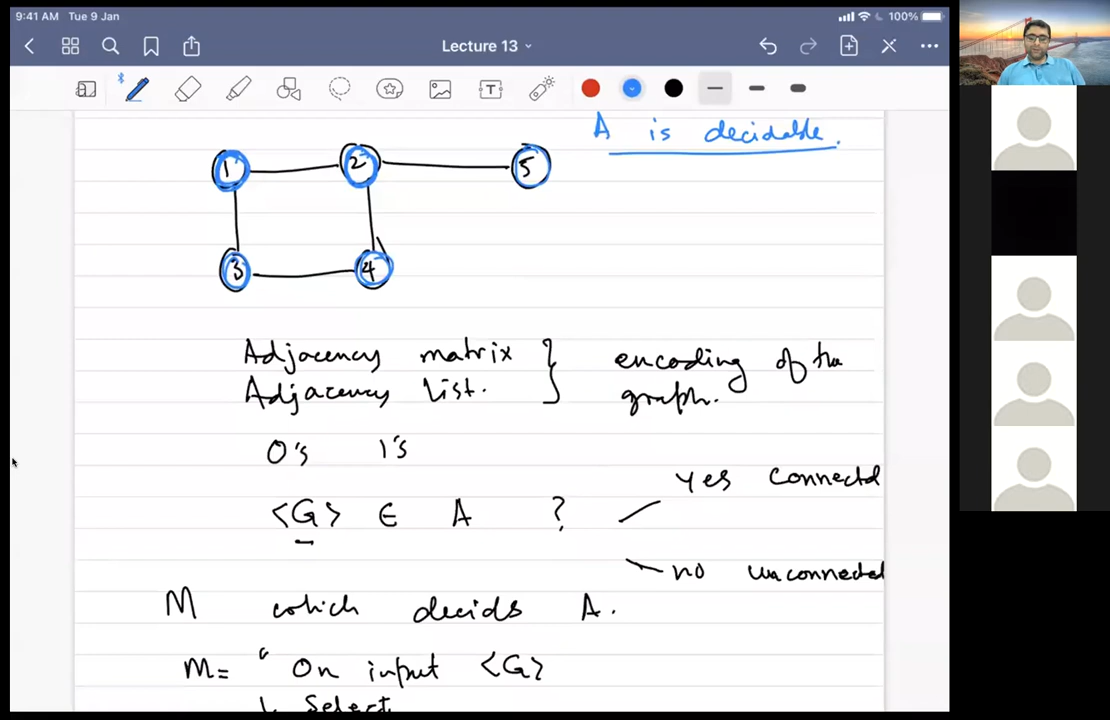 9:41 AM Tue 9 Jan
100%
Lecture 13
T
A is decidable.
1 2 5
3 4
Adjacency matrix } encoding of the
Adjacency list. graph.
0's 1's
yes connectd
<G> ∈ A ?
no unconnected
M which decids A.
M= " On input <G>
1. Select